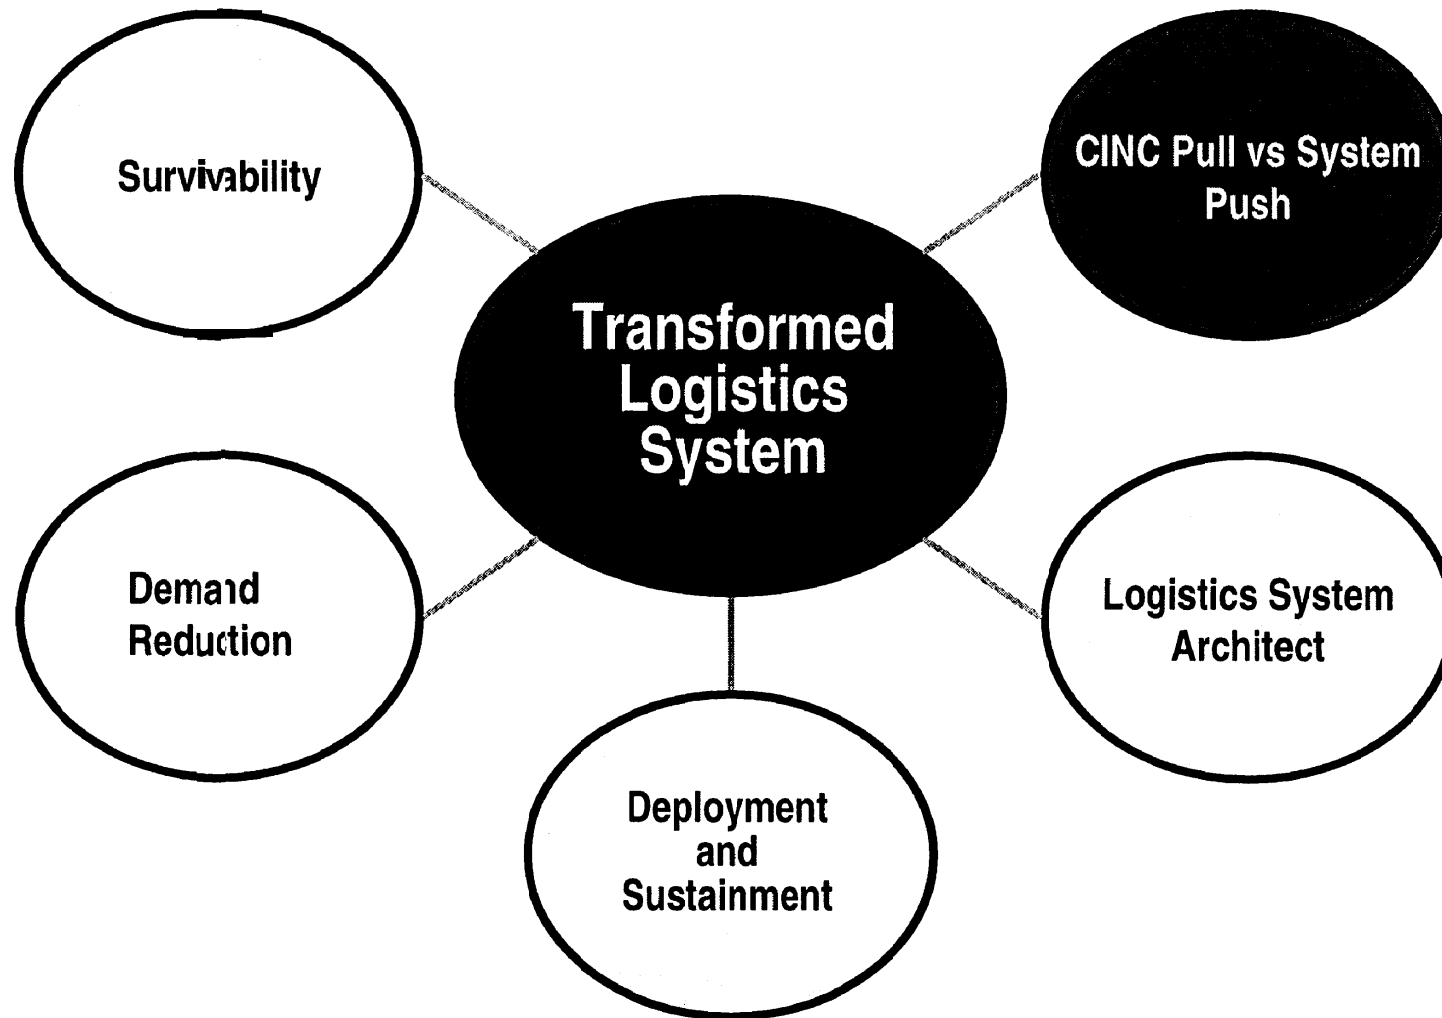 Survivability
CINC Pull vs System
Push
Transformed
Logistics
System
Demand
Reduction
Logistics System
Architect
Deployment
and
Sustainment